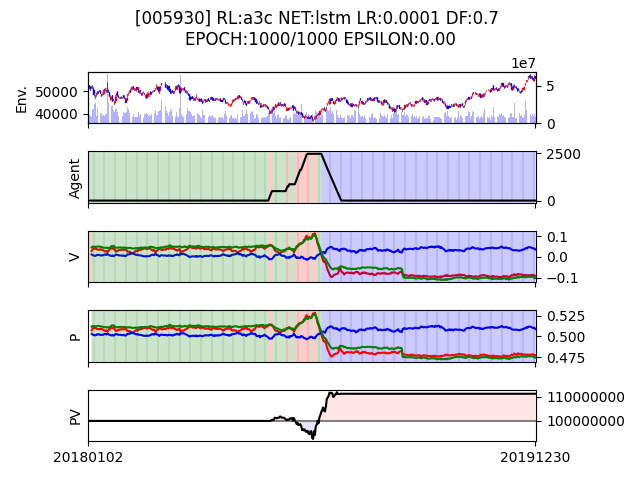 [005930] RL:a3c NET:lstm LR:0.0001 DF:0.7
EPOCH:1000/1000 EPSILON:0.00
1e7
Env.
50000
40000
5
0
Agent
2500
0
V
0.1
0.0
−0.1
P
0.525
0.500
0.475
PV
110000000
100000000
20180102
20191230